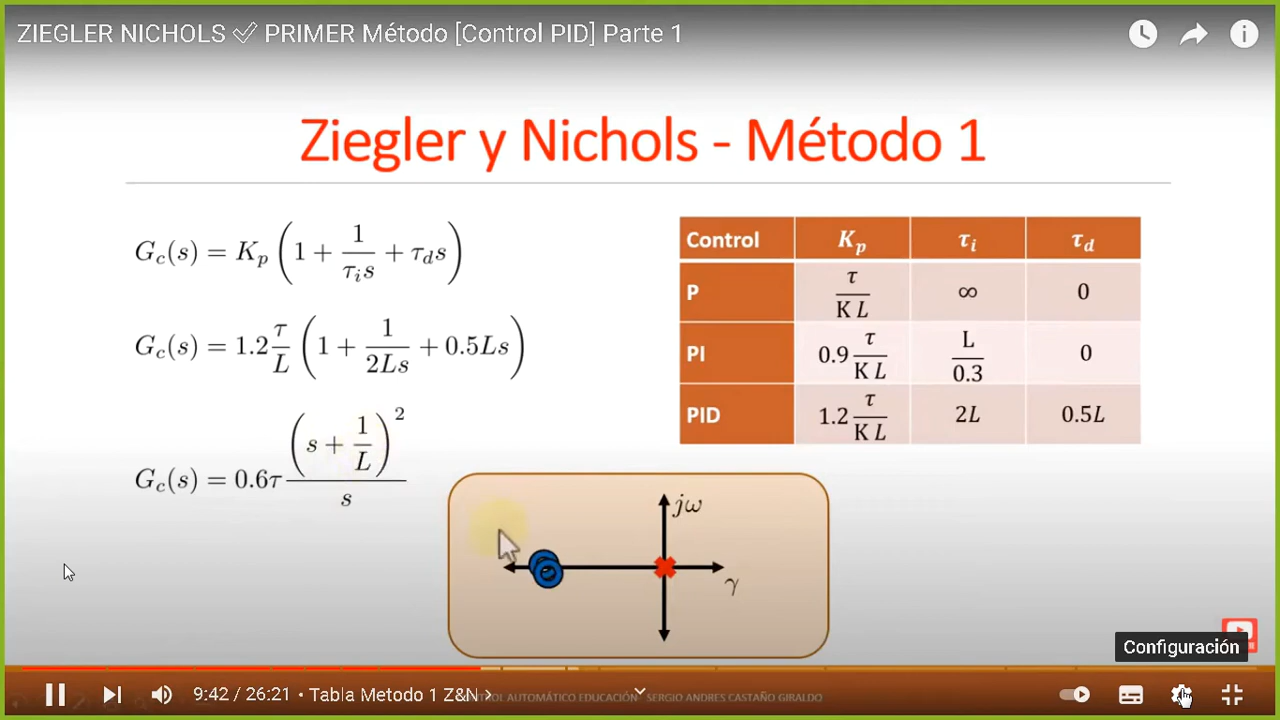 ZIEGLER NICHOLS ✅ PRIMER Método [Control PID] Parte 1
Ziegler y Nichols - Método 1
G_c(s) = K_p (1 + 1/(τ_i s) + τ_d s)
G_c(s) = 1.2 τ/L (1 + 1/(2Ls) + 0.5Ls)
G_c(s) = 0.6τ (s + 1/L)^2 / s
Control K_p τ_i τ_d
P τ/(K L) ∞ 0
PI 0.9 τ/(K L) L/0.3 0
PID 1.2 τ/(K L) 2L 0.5L
jω
γ
Configuración
9:42 / 26:21 • Tabla Metodo 1 Z&N ›
CONTROL AUTOMÁTICO EDUCACIÓN - SERGIO ANDRES CASTAÑO GIRALDO